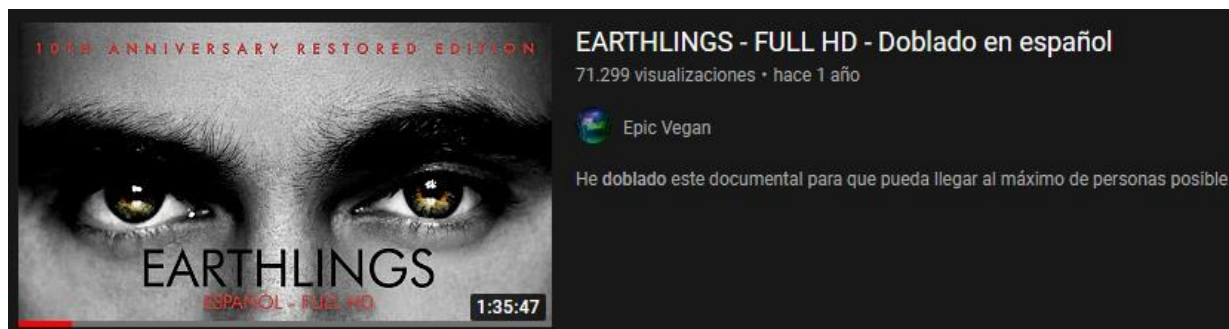 10TH ANNIVERSARY RESTORED EDITION
EARTHLINGS
ESPAÑOL - FULL HD
1:35:47
EARTHLINGS - FULL HD - Doblado en español
71.299 visualizaciones • hace 1 año
Epic Vegan
He doblado este documental para que pueda llegar al máximo de personas posible